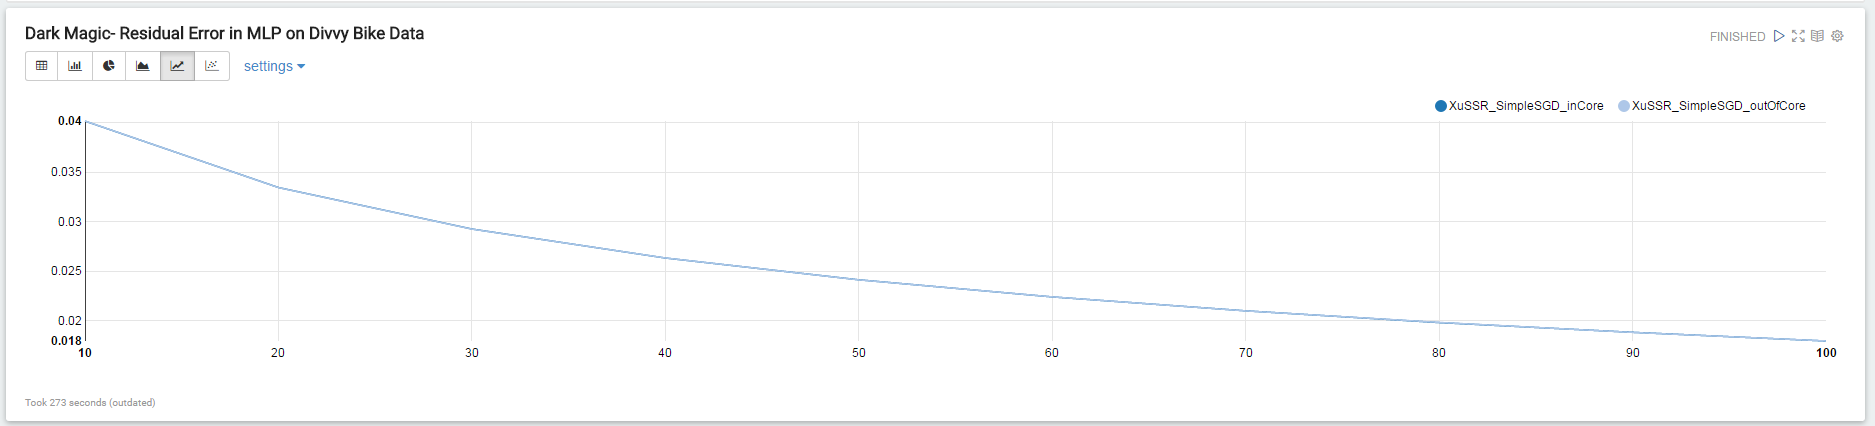 Dark Magic- Residual Error in MLP on Divvy Bike Data
FINISHED
settings
XuSSR_SimpleSGD_inCore XuSSR_SimpleSGD_outOfCore
0.04
0.035
0.03
0.025
0.02
0.018
10 20 30 40 50 60 70 80 90 100
Took 273 seconds (outdated)